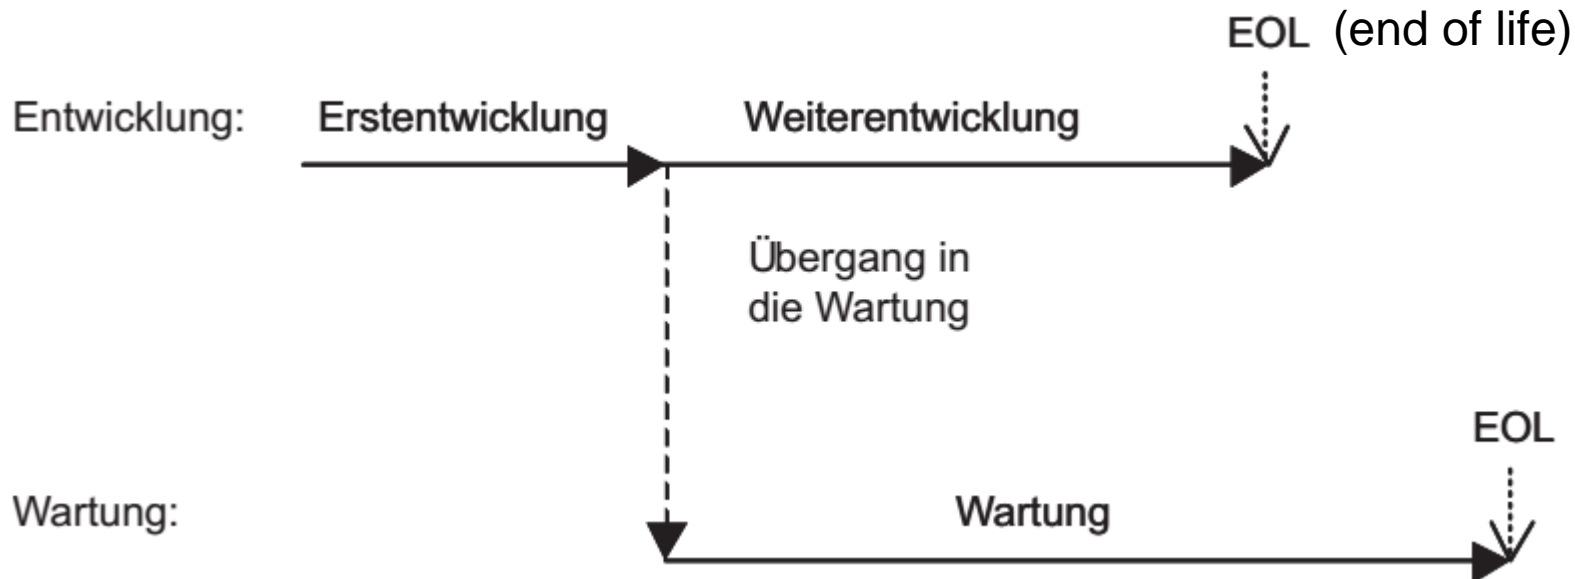 EOL (end of life)
Entwicklung: Erstentwicklung Weiterentwicklung
Übergang in
die Wartung
EOL
Wartung: Wartung